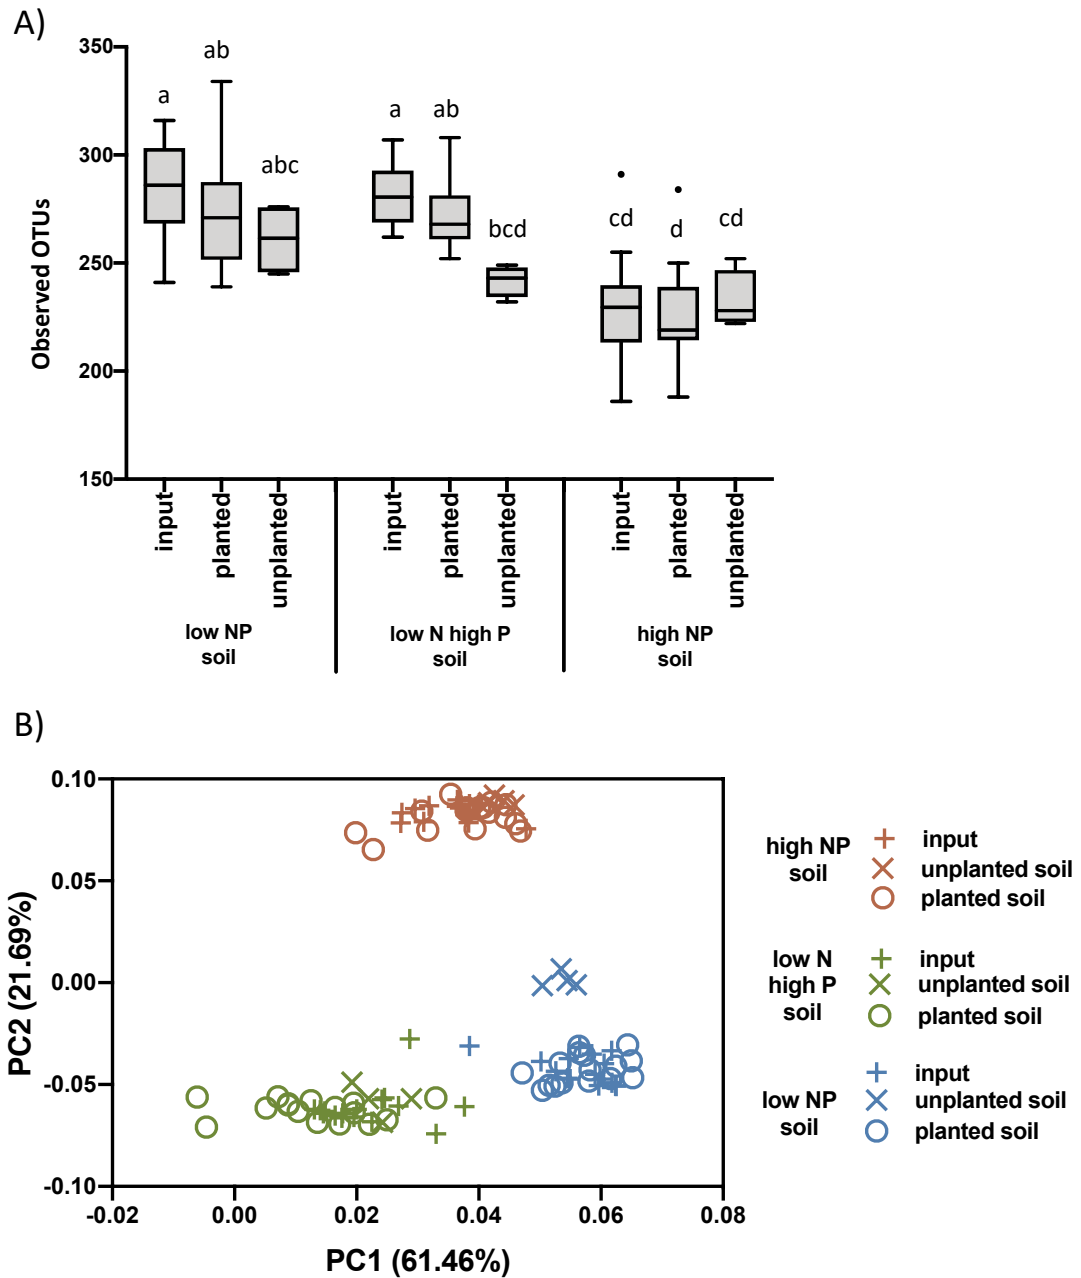 A)
350
300
250
200
150
Observed OTUs
a
ab
abc
a
ab
bcd
cd
d
cd
input
planted
unplanted
input
planted
unplanted
input
planted
unplanted
low NP
soil
low N high P
soil
high NP
soil
B)
0.10
0.05
0.00
-0.05
-0.10
PC2 (21.69%)
-0.02
0.00
0.02
0.04
0.06
0.08
PC1 (61.46%)
high NP
soil
input
unplanted soil
planted soil
low N
high P
soil
input
unplanted soil
planted soil
low NP
soil
input
unplanted soil
planted soil